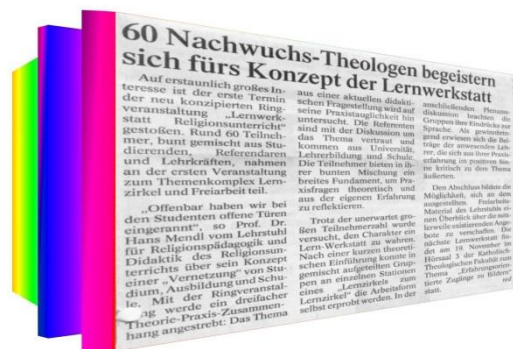 60 Nachwuchs-Theologen begeistern
sich fürs Konzept der Lernwerkstatt
Auf erstaunlich großes In-
teresse ist der erste Termin
der neu konzipierten Ring-
veranstaltung „Lernwerk-
statt Religionsunterricht"
gestoßen. Rund 60 Teilneh-
mer, bunt gemischt aus Stu-
dierenden, Referendaren
und Lehrkräften, nahmen
an der ersten Veranstaltung
zum Themenkomplex Lern-
zirkel und Freiarbeit teil.
„Offenbar haben wir bei
den Studenten offene Türen
eingerannt", so Prof. Dr.
Hans Mendl vom Lehrstuhl
für Religionspädagogik und
Didaktik des Religionsun-
terrichts über sein Konzept
einer „Vernetzung" von Stu-
dium, Ausbildung und Schu-
le. Mit der Ringveranstal-
tung werde ein dreifacher
Theorie-Praxis-Zusammen-
hang angestrebt: Das Thema
aus einer aktuellen didakti-
schen Fragestellung wird auf
seine Praxistauglichkeit hin
untersucht. Die Referenten
sind mit der Diskussion um
das Thema vertraut und
kommen aus Universität,
Lehrerbildung und Schule.
Die Teilnehmer bieten in ih-
rer bunten Mischung ein
breites Fundament, um Pra-
xisfragen theoretisch und
aus der eigenen Erfahrung
zu reflektieren.
Trotz der unerwartet gro-
ßen Teilnehmerzahl wurde
versucht, den Charakter ein
Lern-Werkstatt zu wahren.
Nach einer kurzen theoreti-
schen Einführung konnte in
gemischt aufgeteilten Grup-
pen an einzelnen Stationen
eines „Lernzirkels zum
Lernzirkel" die Arbeitsform
selbst erprobt werden. In der
anschließenden Plenums-
diskussion brachten die
Gruppen ihre Eindrücke zur
Sprache. Als gewinnbrin-
gend erwiesen sich die Bei-
träge der anwesenden Leh-
rer, die sich aus ihrer Praxis-
erfahrung im positiven Sin-
ne kritisch zu dem Thema
äußerten.
Den Abschluss bildete die
Möglichkeit, sich an dem
ausgestellten Freiarbeits-
Material des Lehrstuhls ei-
nen Überblick über die mitt-
lerweile existierenden Ange-
bote zu verschaffen. Die
nächste Lernwerkstatt fin-
det am 19. November im
Hörsaal 3 der Katholisch-
Theologischen Fakultät zum
Thema „Erfahrungsorien-
tierte Zugänge zu Bildern"
statt. red